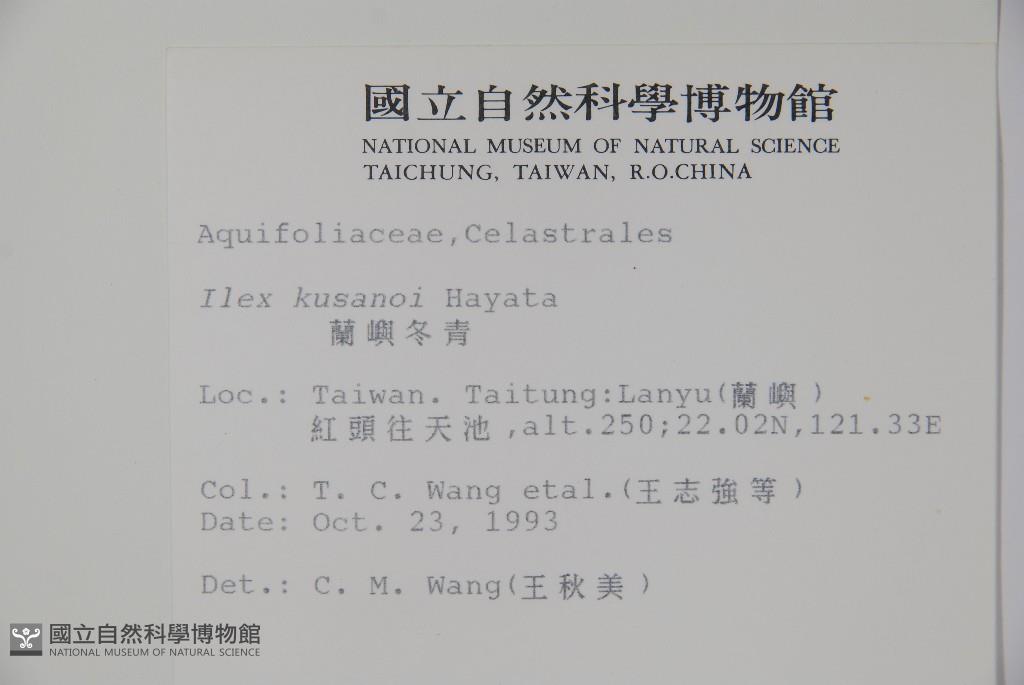 國立自然科學博物館
NATIONAL MUSEUM OF NATURAL SCIENCE
TAICHUNG, TAIWAN, R.O.CHINA
Aquifoliaceae,Celastrales
Ilex kusanoi Hayata
蘭嶼冬青
Loc.: Taiwan. Taitung:Lanyu(蘭嶼)
紅頭往天池,alt.250;22.02N,121.33E
Col.: T. C. Wang etal.(王志強等)
Date: Oct. 23, 1993
Det.: C. M. Wang(王秋美)
國立自然科學博物館
NATIONAL MUSEUM OF NATURAL SCIENCE